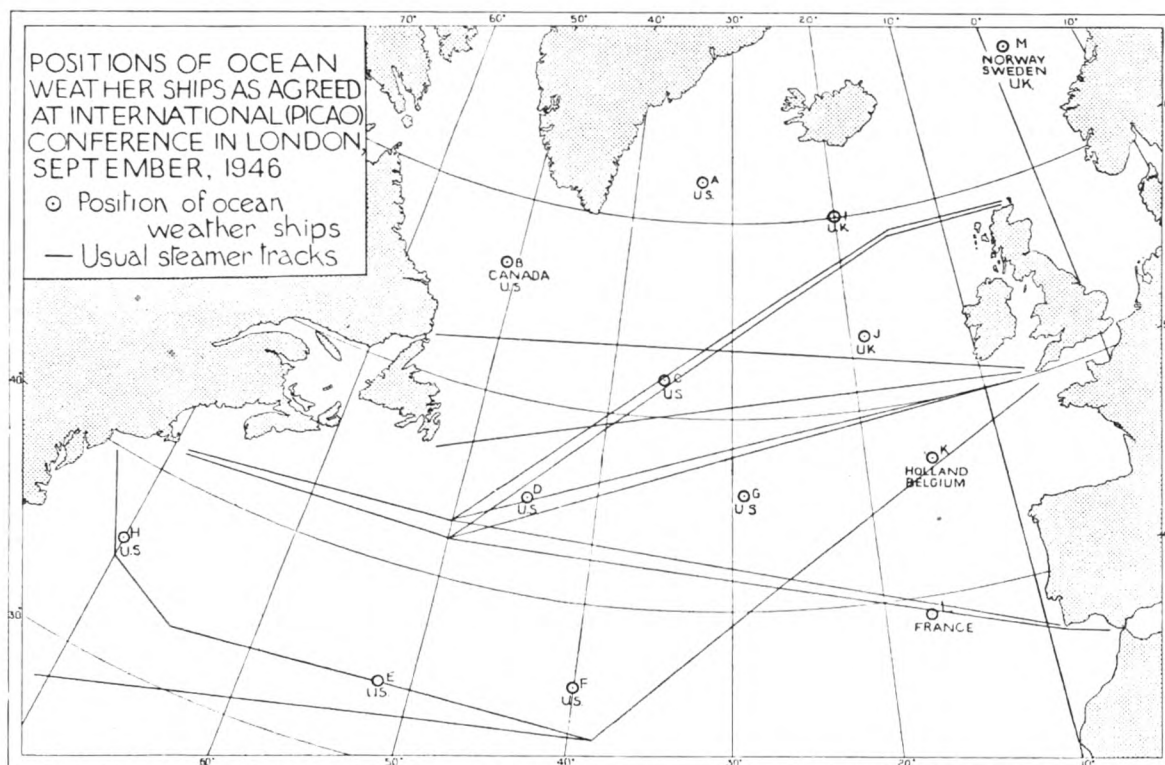 POSITIONS OF OCEAN
WEATHER SHIPS AS AGREED
AT INTERNATIONAL (PICAO)
CONFERENCE IN LONDON,
SEPTEMBER, 1946
Position of ocean
weather ships
Usual steamer tracks
70° 60° 50° 40° 30° 20° 10° 0° 10°
M
NORWAY
SWEDEN
U.K.
A
U.S.
I
U.K
B
CANADA
U.S
J
U.K
40°
C
U.S
K
HOLLAND
BELGIUM
D
U.S
G
U.S
H
U.S
30°
L
FRANCE
E
U.S.
F
U.S.
60° 50° 40° 30° 20° 10°